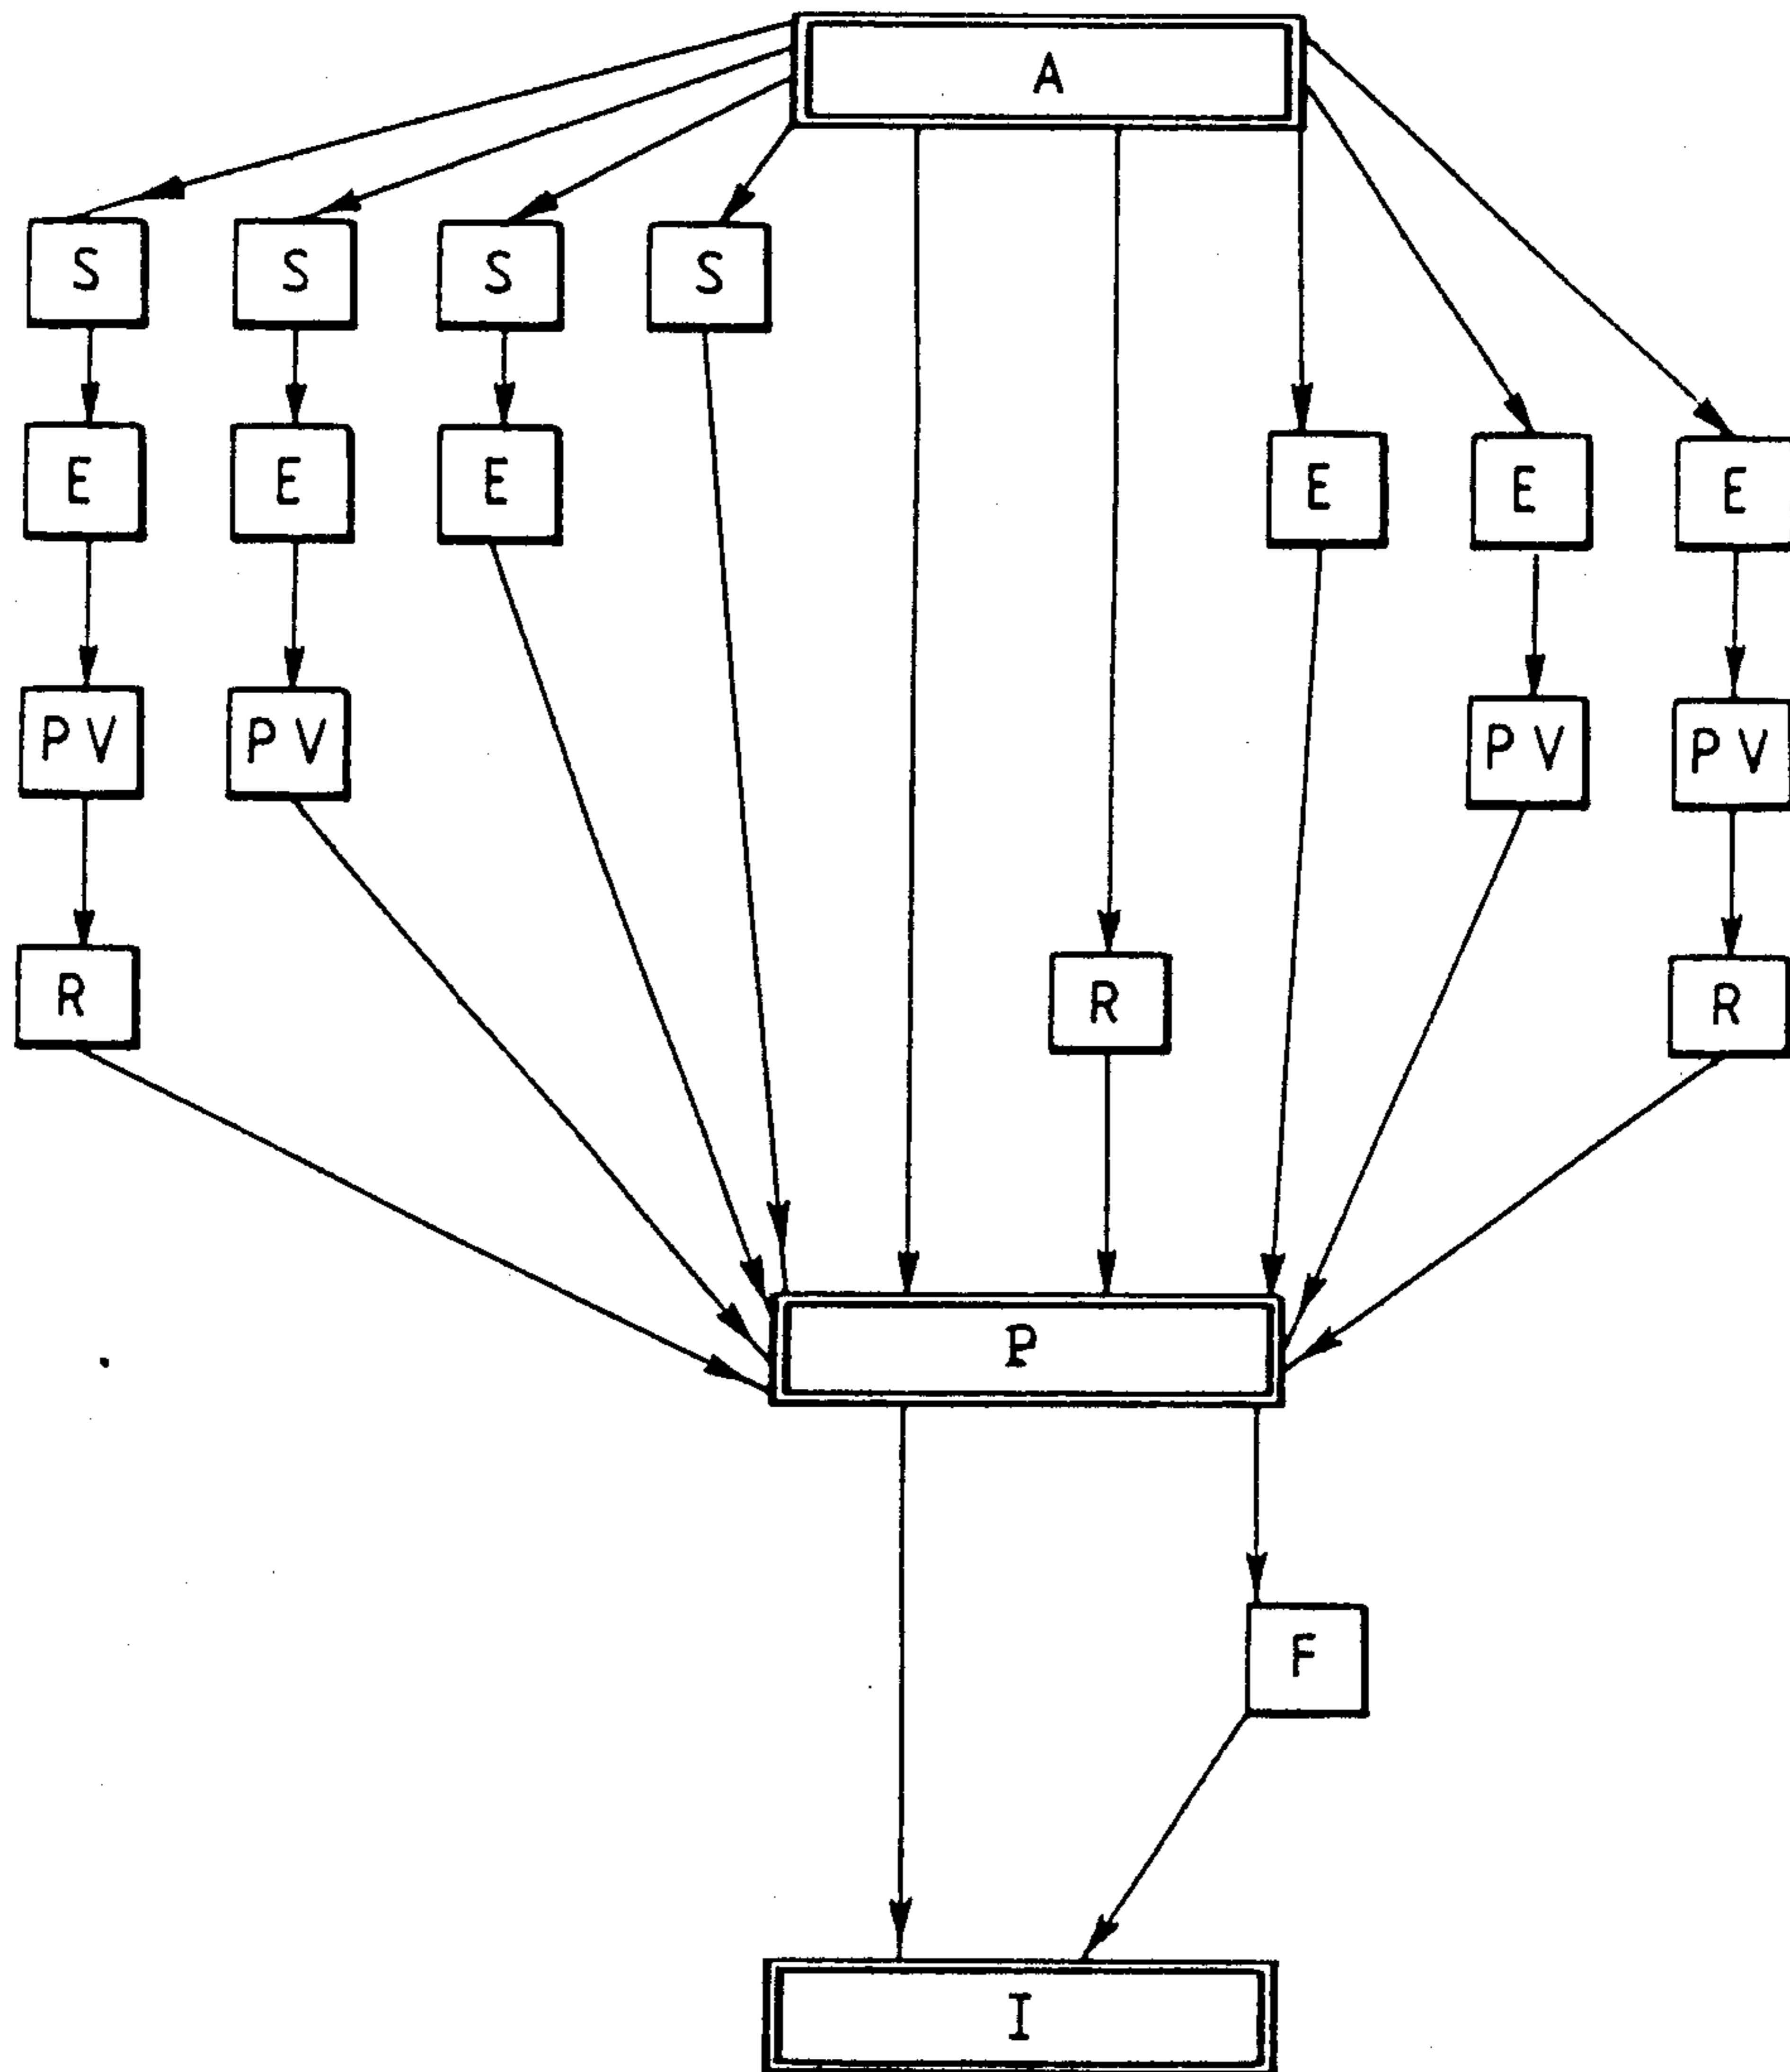 A
S S S S
E E E E E E
PV PV PV PV
R R R
P
F
I